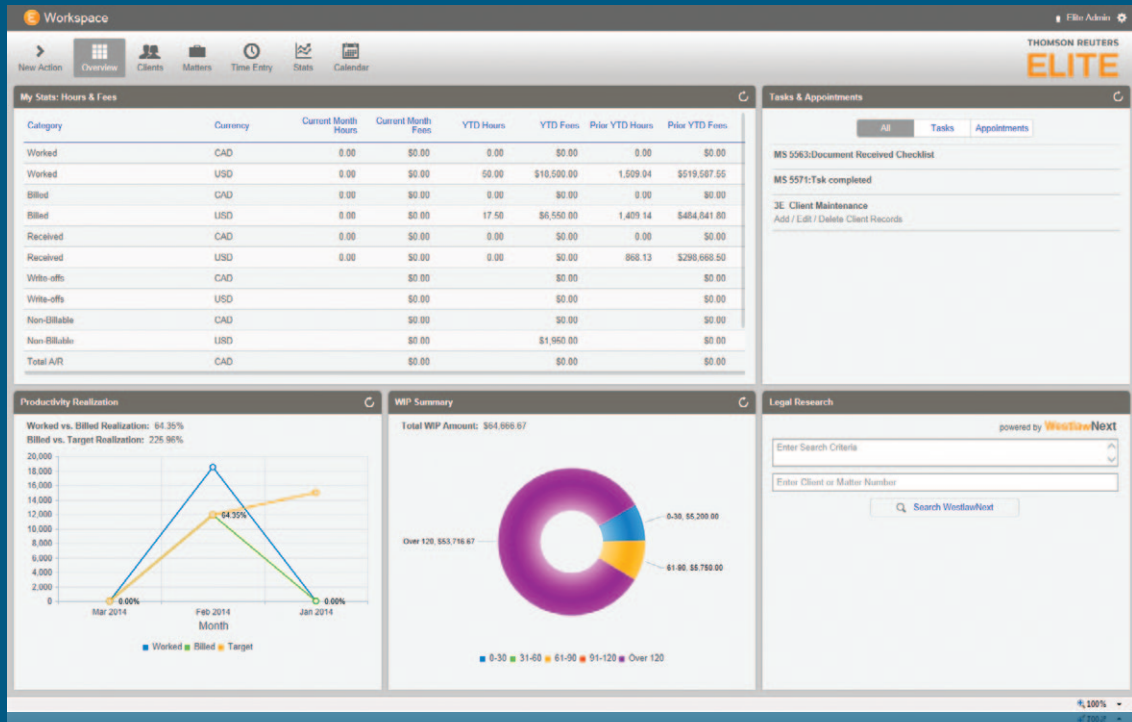 E Workspace
Elite Admin
New Action
Overview
Clients
Matters
Time Entry
Stats
Calendar
THOMSON REUTERS
ELITE
My Stats: Hours & Fees
Category Currency Current Month Hours Current Month Fees YTD Hours YTD Fees Prior YTD Hours Prior YTD Fees
Worked CAD 0.00 $0.00 0.00 $0.00 0.00 $0.00
Worked USD 0.00 $0.00 50.00 $18,500.00 1,509.04 $519,587.55
Billed CAD 0.00 $0.00 0.00 $0.00 0.00 $0.00
Billed USD 0.00 $0.00 17.50 $6,550.00 1,409.14 $484,841.80
Received CAD 0.00 $0.00 0.00 $0.00 0.00 $0.00
Received USD 0.00 $0.00 0.00 $0.00 868.13 $298,668.50
Write-offs CAD $0.00 $0.00 $0.00
Write-offs USD $0.00 $0.00 $0.00
Non-Billable CAD $0.00 $0.00 $0.00
Non-Billable USD $0.00 $1,950.00 $0.00
Total A/R CAD $0.00 $0.00 $0.00
Tasks & Appointments
All Tasks Appointments
MS 5563:Document Received Checklist
MS 5571:Tsk completed
3E Client Maintenance
Add / Edit / Delete Client Records
Productivity Realization
Worked vs. Billed Realization: 64.35%
Billed vs. Target Realization: 226.96%
20,000
18,000
16,000
14,000
12,000
10,000
8,000
6,000
4,000
2,000
0
64.35%
0.00%
0.00%
Mar 2014 Feb 2014 Jan 2014
Month
Worked Billed Target
WIP Summary
Total WIP Amount: $64,666.67
0-30, $5,200.00
Over 120, $53,716.67
61-90, $5,750.00
0-30 31-60 61-90 91-120 Over 120
Legal Research
powered by WestlawNext
Enter Search Criteria
Enter Client or Matter Number
Search WestlawNext
100%